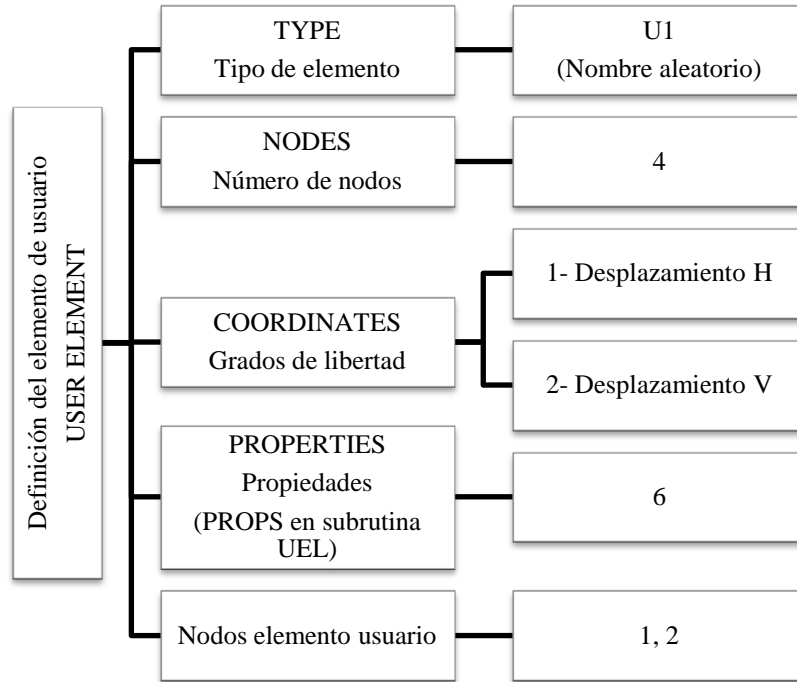 Definición del elemento de usuario
USER ELEMENT
TYPE
Tipo de elemento
U1
(Nombre aleatorio)
NODES
Número de nodos
4
COORDINATES
Grados de libertad
1- Desplazamiento H
2- Desplazamiento V
PROPERTIES
Propiedades
(PROPS en subrutina
UEL)
6
Nodos elemento usuario
1, 2